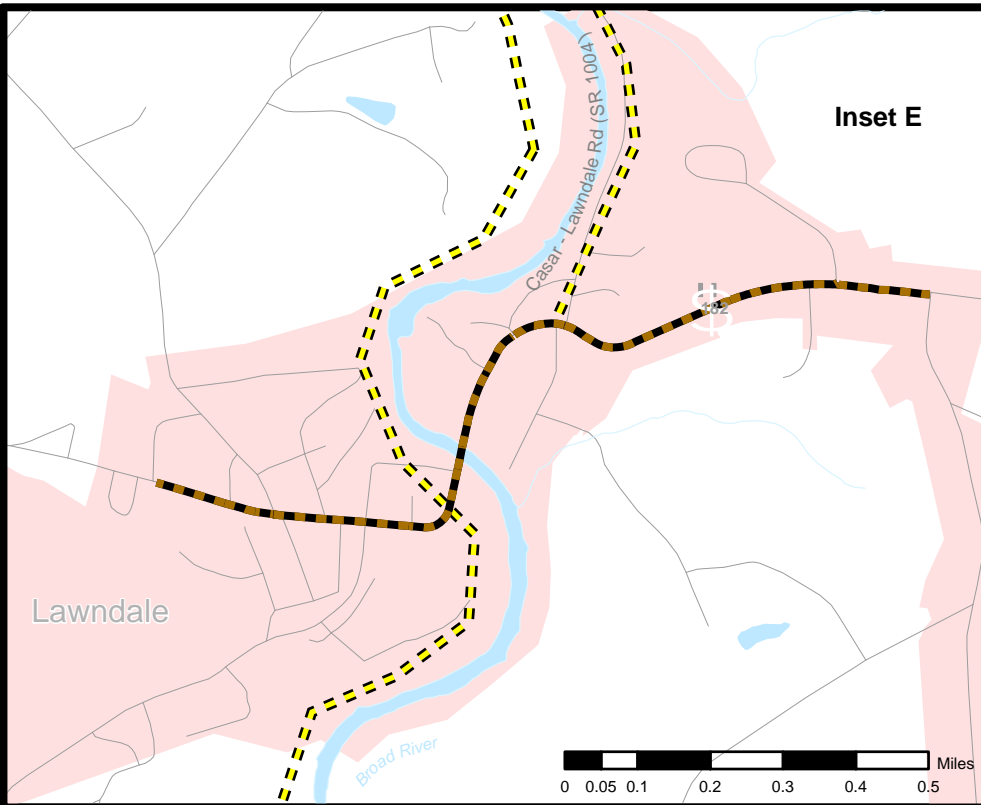 Inset E
Casar - Lawndale Rd (SR 1004)
182
Lawndale
Broad River
Miles
0 0.05 0.1 0.2 0.3 0.4 0.5